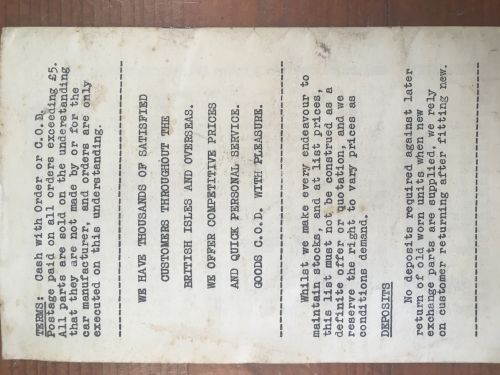 TERMS: Cash with Order or C.O.D.
Postage paid on all orders exceeding £5.
All parts are sold on the understanding
that they are not made by or for the
car manufacturer, and orders are only
executed on this understanding.
WE HAVE THOUSANDS OF SATISFIED
CUSTOMERS THROUGHOUT THE
BRITISH ISLES AND OVERSEAS.
WE OFFER COMPETITIVE PRICES
AND QUICK PERSONAL SERVICE.
GOODS C.O.D. WITH PLEASURE.
Whilst we make every endeavour to
maintain stocks, and at list prices,
this list must not be construed as a
definite offer or quotation, and we
reserve the right to vary prices as
conditions demand.
DEPOSITS
No deposits required against later
return of old worn units when new
exchange parts are supplied, we rely
on customer returning after fitting new.